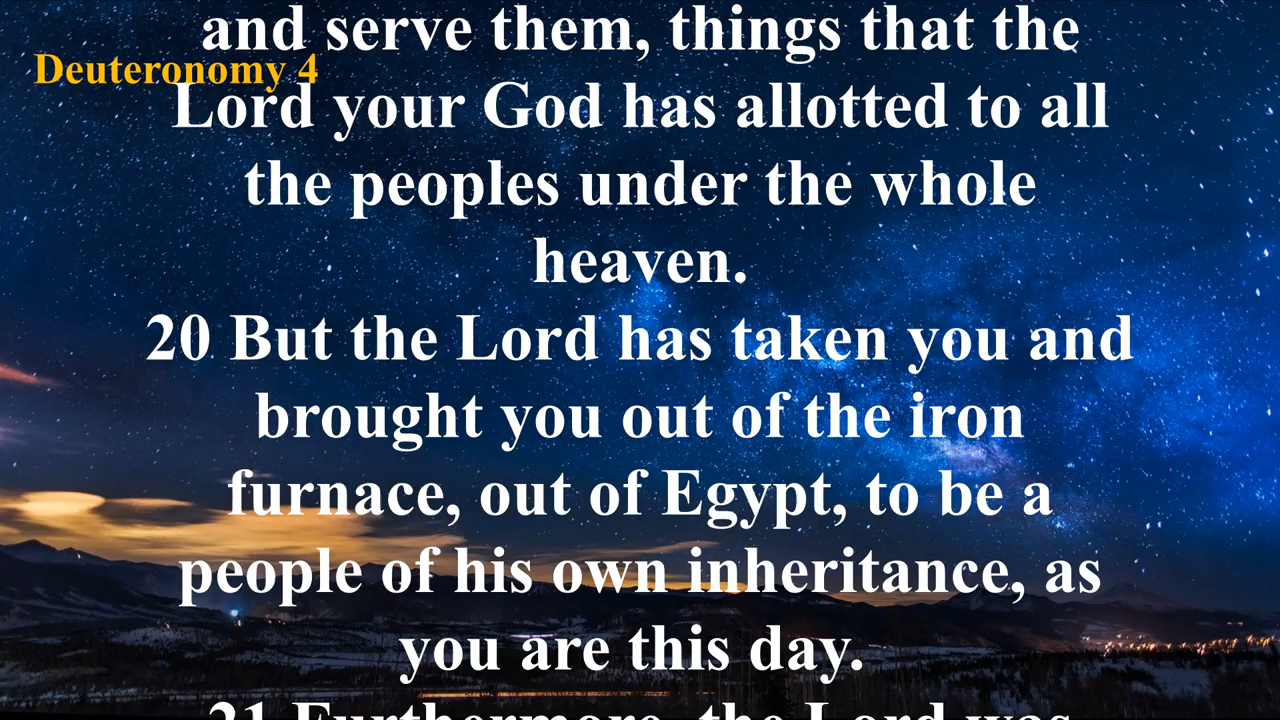 and serve them, things that the
Deuteronomy 4
Lord your God has allotted to all
the peoples under the whole
heaven.
20 But the Lord has taken you and
brought you out of the iron
furnace, out of Egypt, to be a
people of his own inheritance, as
you are this day.
21 Furthermore, the Lord was